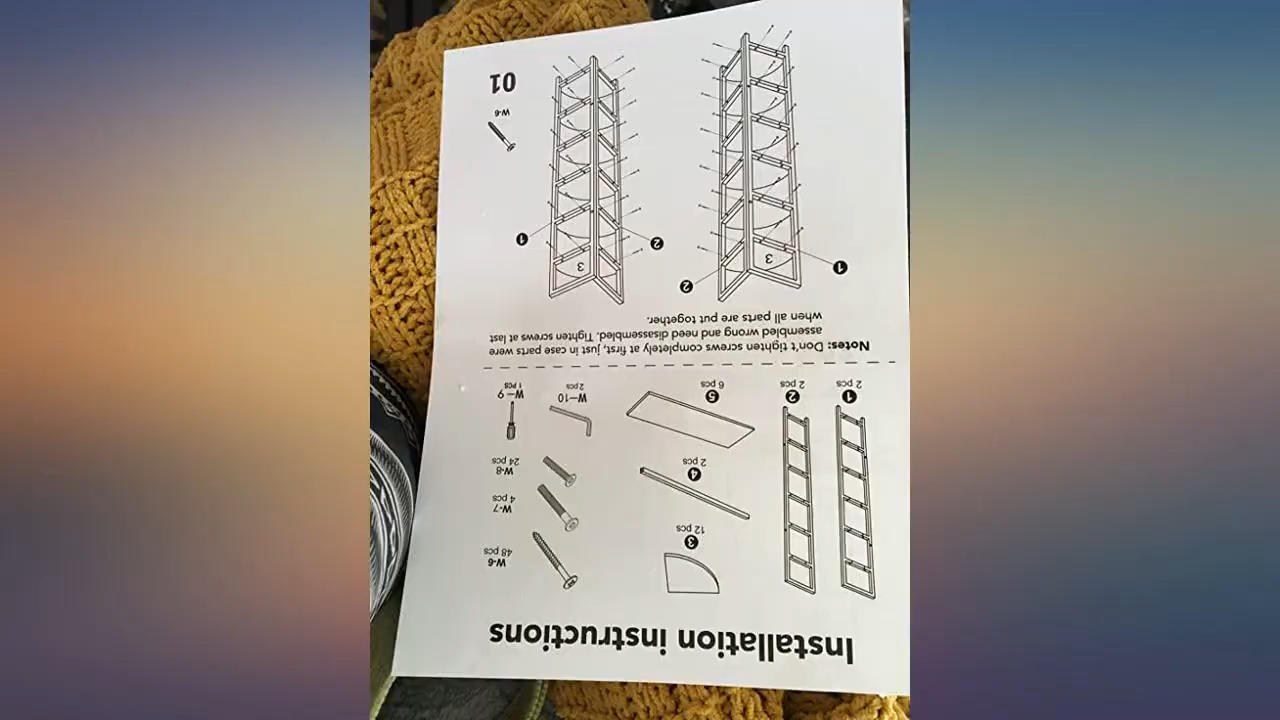 Installation instructions
1
2 pcs
2
2 pcs
3
12 pcs
4
2 pcs
5
6 pcs
W-6
48 pcs
W-7
4 pcs
W-8
24 pcs
W—10
2 pcs
W—9
1 pcs
Notes: Don't tighten screws completely at first, just in case parts were
assembled wrong and need disassembled. Tighten screws at last
when all parts are put together.
1
2
3
2
1
3
W-6
01